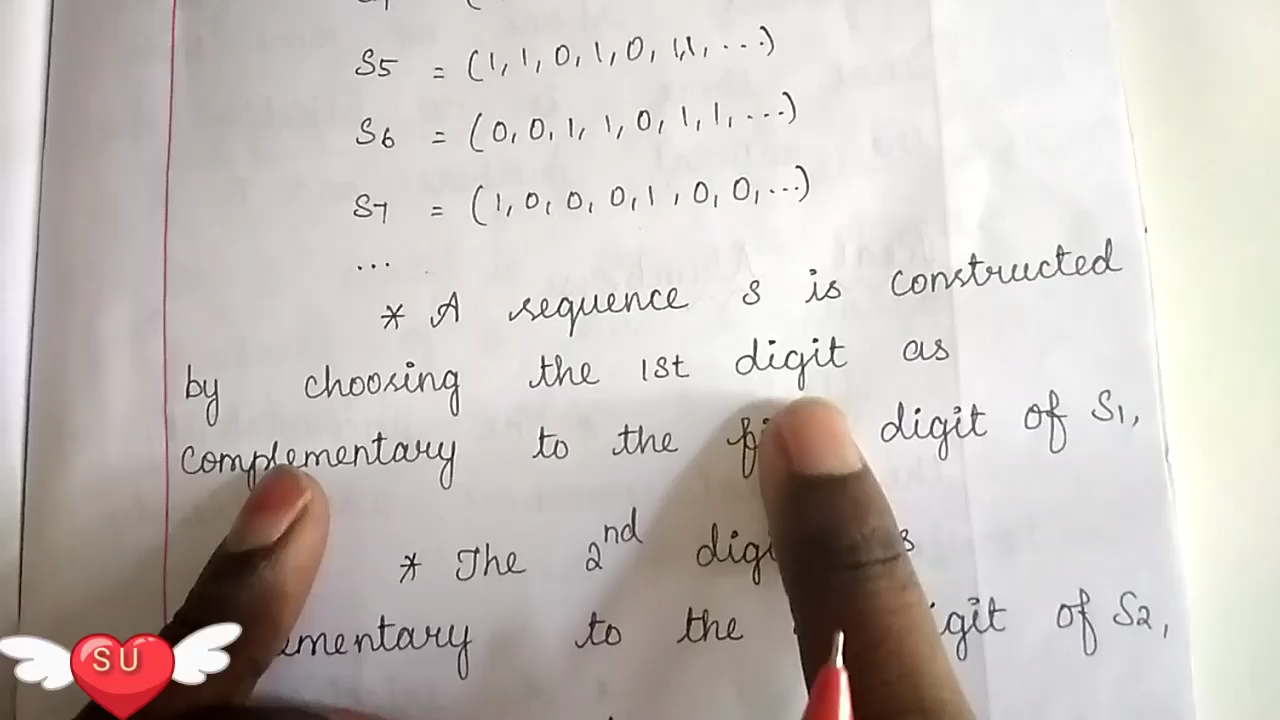 S5 = (1, 1, 0, 1, 0, 1, 1, ...)
S6 = (0, 0, 1, 1, 0, 1, 1, ...)
S7 = (1, 0, 0, 0, 1, 0, 0, ...)
...
* A sequence s is constructed
by choosing the 1st digit as
complementary to the digit of S1,
* The 2nd
to the of S2,
SU